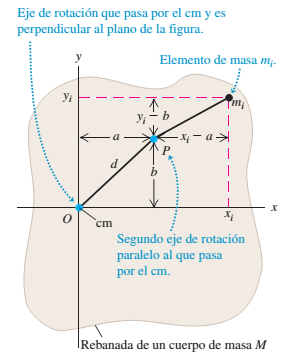 Eje de rotación que pasa por el cm y es
perpendicular al plano de la figura.
y
Elemento de masa mᵢ.
yᵢ
mᵢ
yᵢ − b
a
xᵢ − a
P
d
b
O
cm
xᵢ
x
Segundo eje de rotación
paralelo al que pasa
por el cm.
Rebanada de un cuerpo de masa M